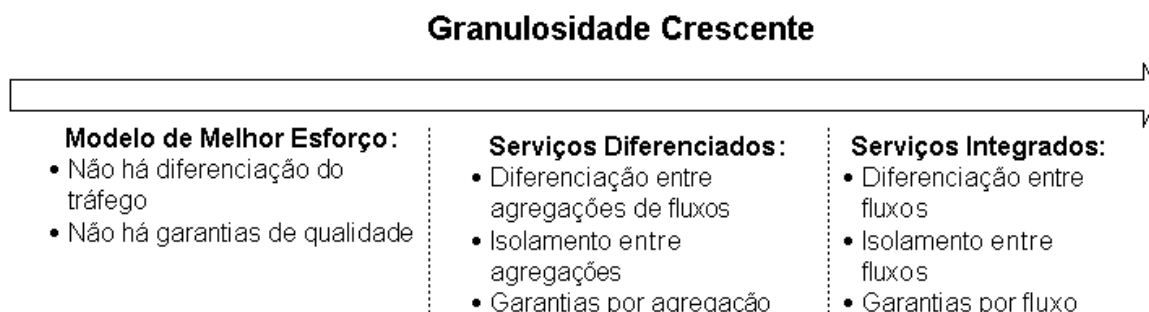 Granulosidade Crescente
Modelo de Melhor Esforço:
• Não há diferenciação do
tráfego
• Não há garantias de qualidade
Serviços Diferenciados:
• Diferenciação entre
agregações de fluxos
• Isolamento entre
agregações
• Garantias por agregação
Serviços Integrados:
• Diferenciação entre
fluxos
• Isolamento entre
fluxos
• Garantias por fluxo